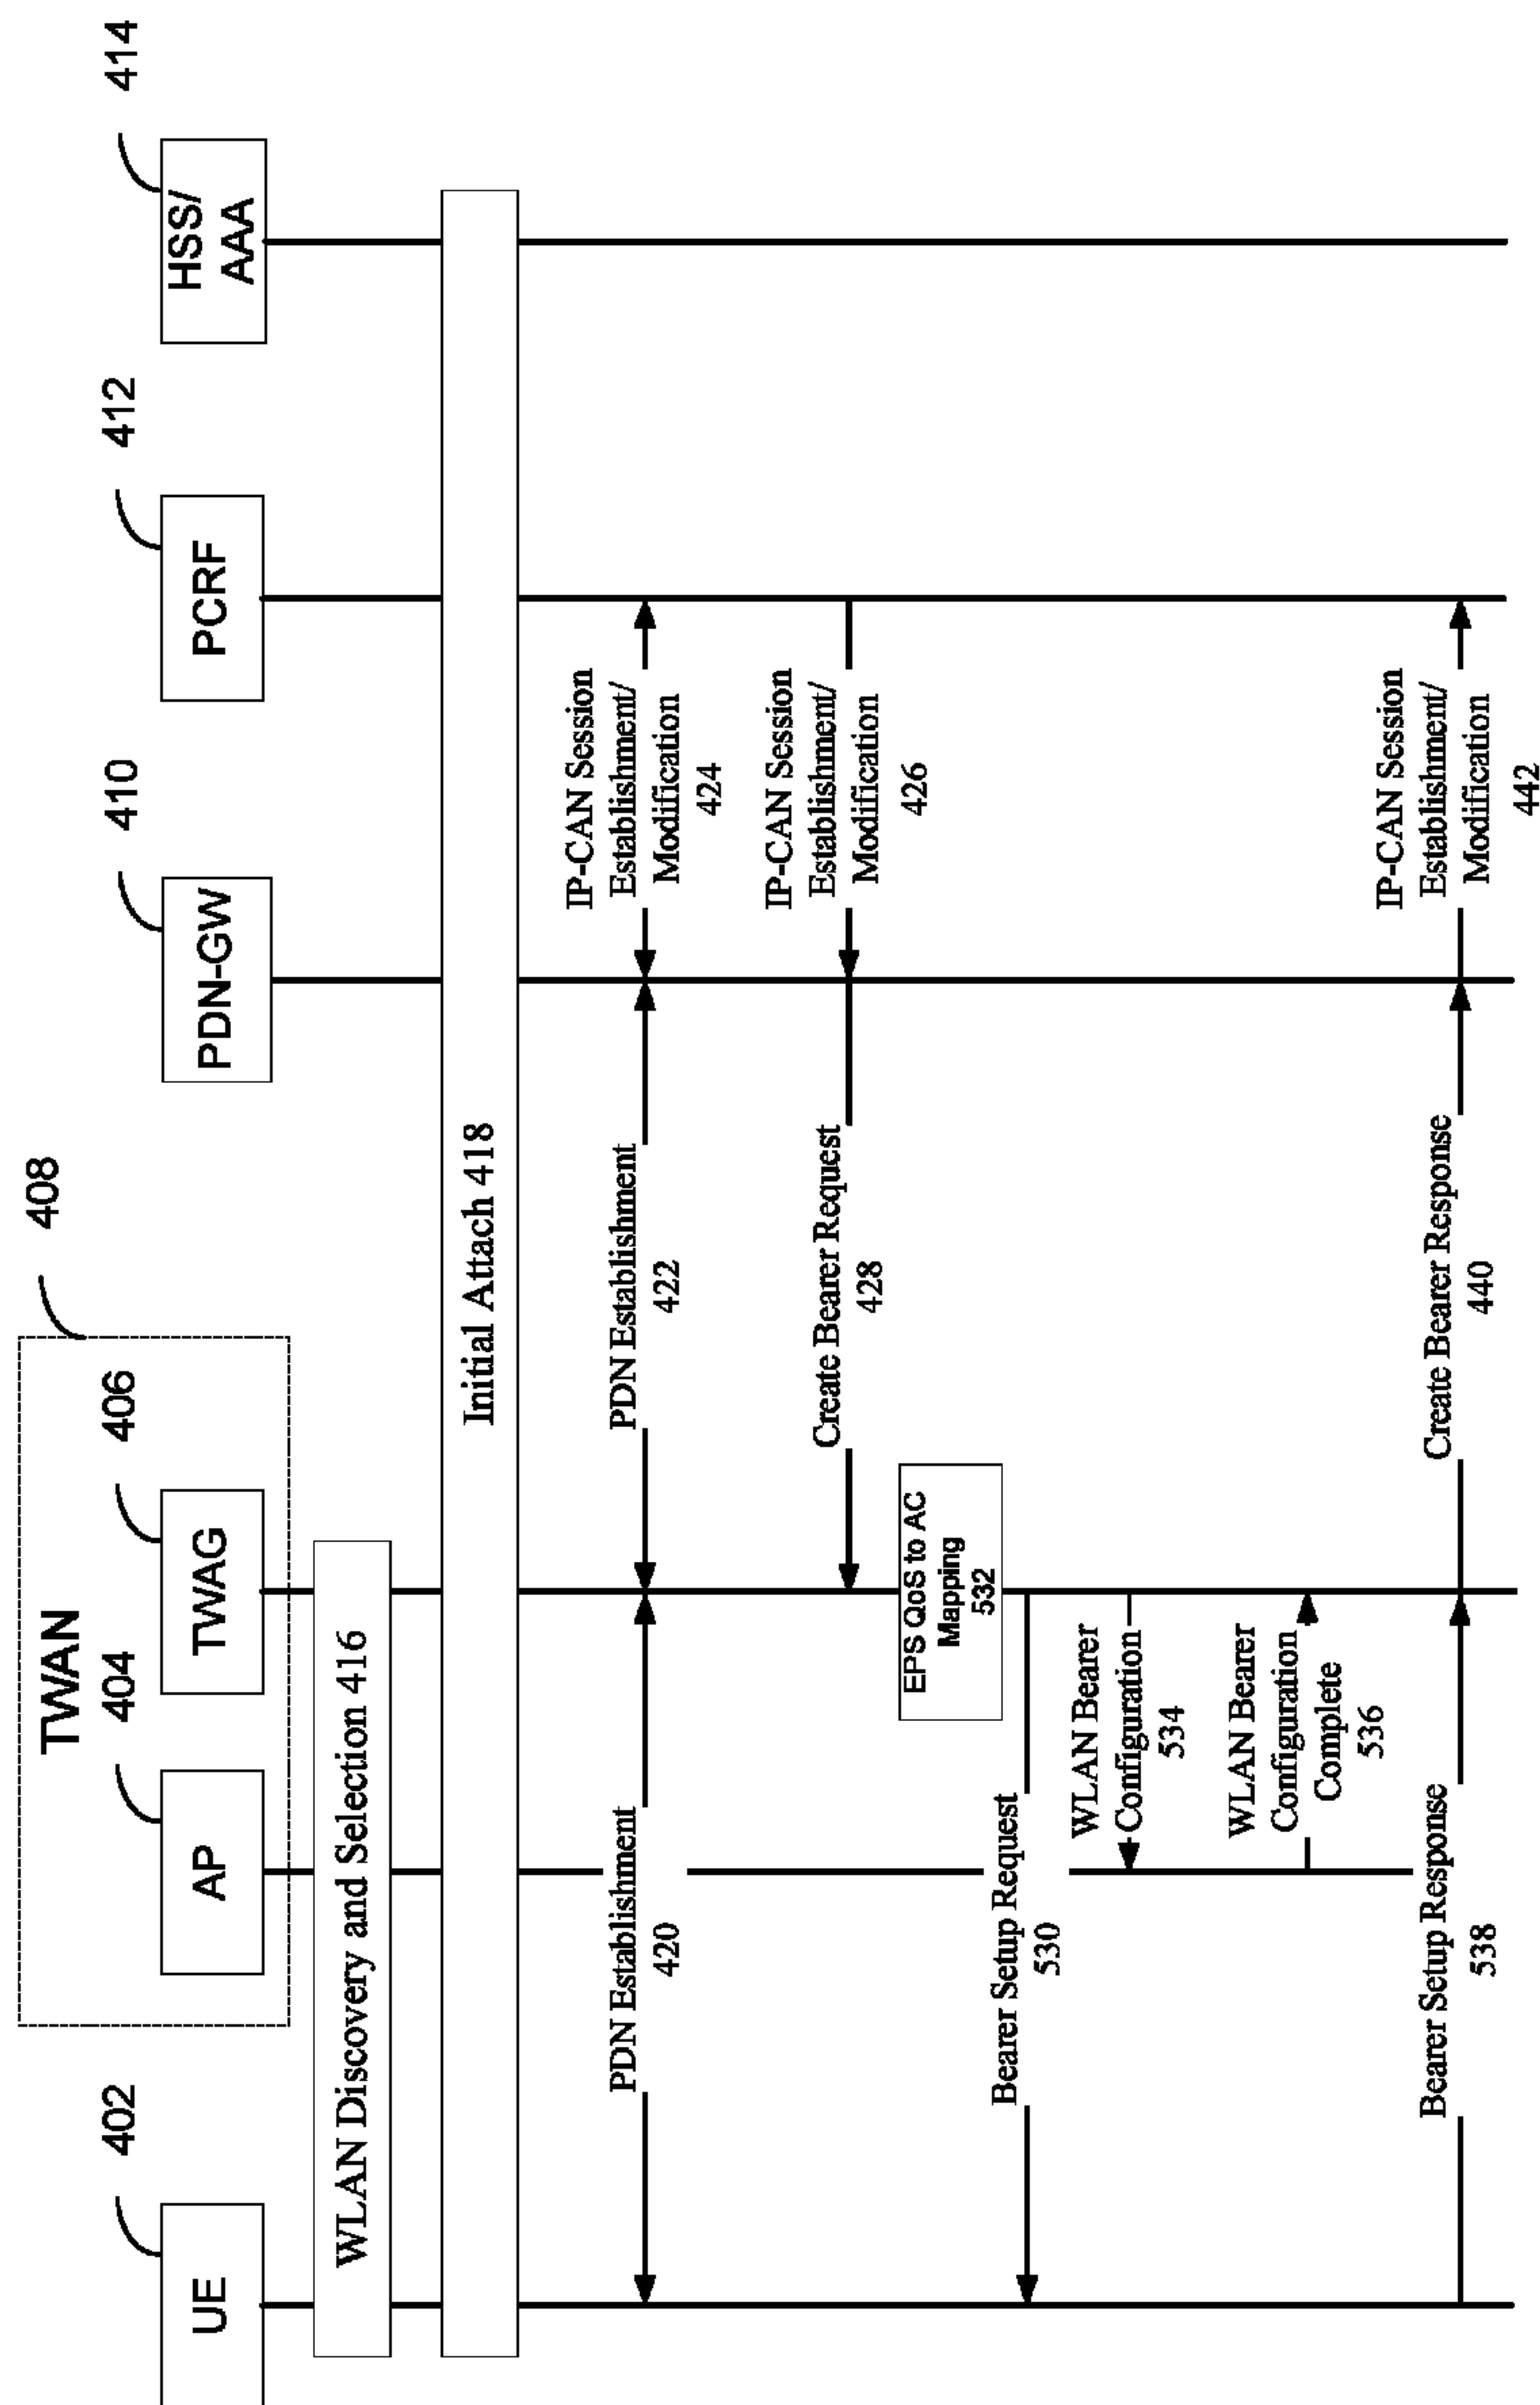 408
TWAN
402
404
406
410
412
414
UE
AP
TWAG
PDN-GW
PCRF
HSS/
AAA
WLAN Discovery and Selection 416
Initial Attach 418
PDN Establishment
420
PDN Establishment
422
IP-CAN Session
Establishment/
Modification
424
IP-CAN Session
Establishment/
Modification
426
Create Bearer Request
428
EPS QoS to AC
Mapping
532
Bearer Setup Request
530
WLAN Bearer
Configuration
534
WLAN Bearer
Configuration
Complete
536
Bearer Setup Response
538
Create Bearer Response
440
IP-CAN Session
Establishment/
Modification
442